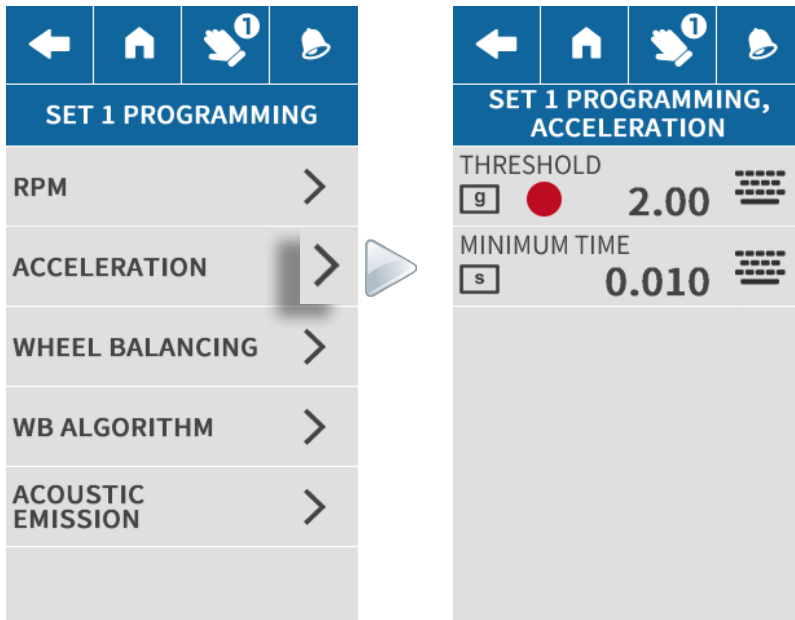 1
SET 1 PROGRAMMING
RPM
ACCELERATION
WHEEL BALANCING
WB ALGORITHM
ACOUSTIC
EMISSION
1
SET 1 PROGRAMMING,
ACCELERATION
THRESHOLD
g 2.00
MINIMUM TIME
s 0.010